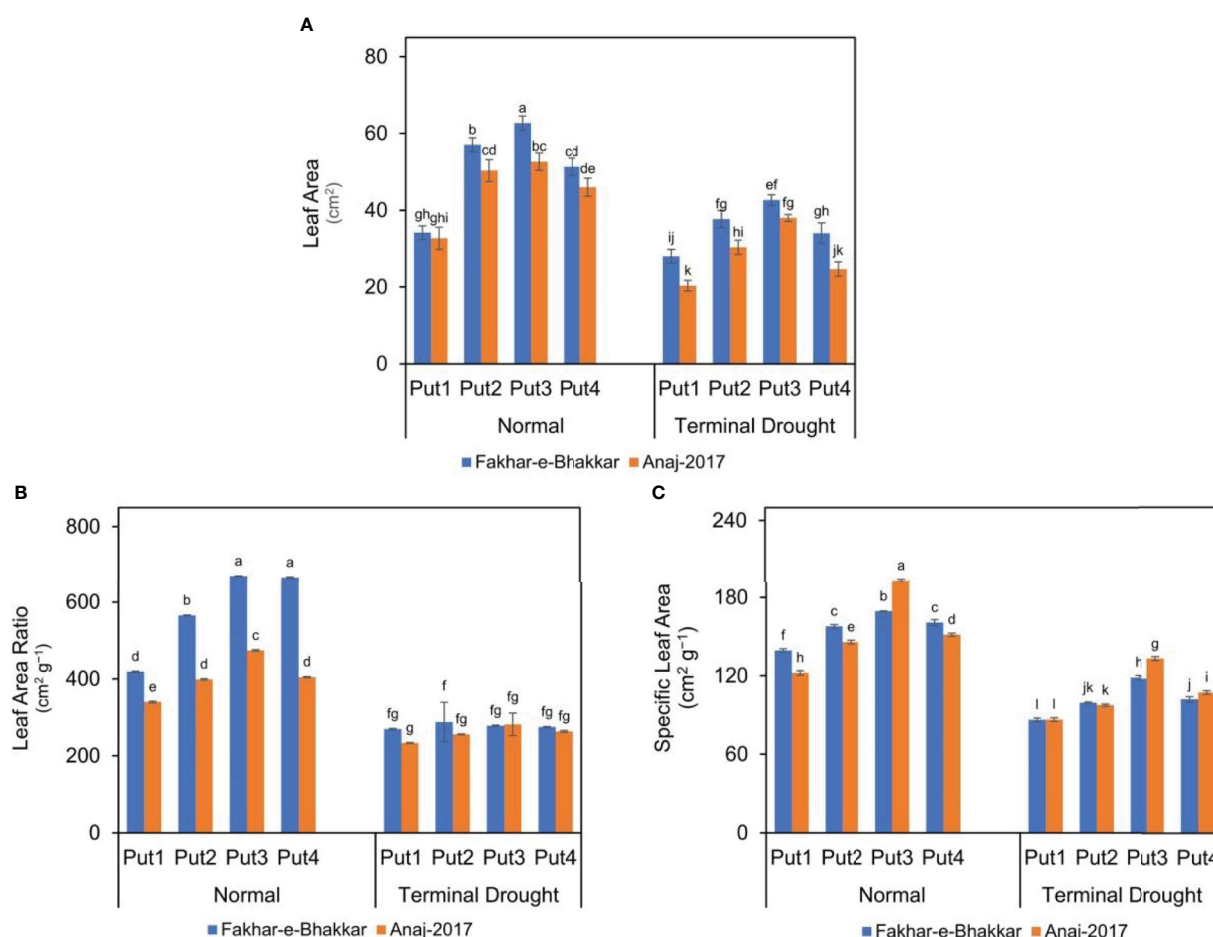 A
80
60
40
20
0
Leaf Area
(cm²)
gh ghi b cd a bc cd de ij k fg hi ef fg gh jk
Put1 Put2 Put3 Put4 Put1 Put2 Put3 Put4
Normal Terminal Drought
Fakhar-e-Bhakkar Anaj-2017
B
800
600
400
200
0
Leaf Area Ratio
(cm² g⁻¹)
d e b d a c a d fg g f fg fg fg fg fg
Put1 Put2 Put3 Put4 Put1 Put2 Put3 Put4
Normal Terminal Drought
Fakhar-e-Bhakkar Anaj-2017
C
240
180
120
60
0
Specific Leaf Area
(cm² g⁻¹)
f h c e b a c d l l jk k h g j i
Put1 Put2 Put3 Put4 Put1 Put2 Put3 Put4
Normal Terminal Drought
Fakhar-e-Bhakkar Anaj-2017